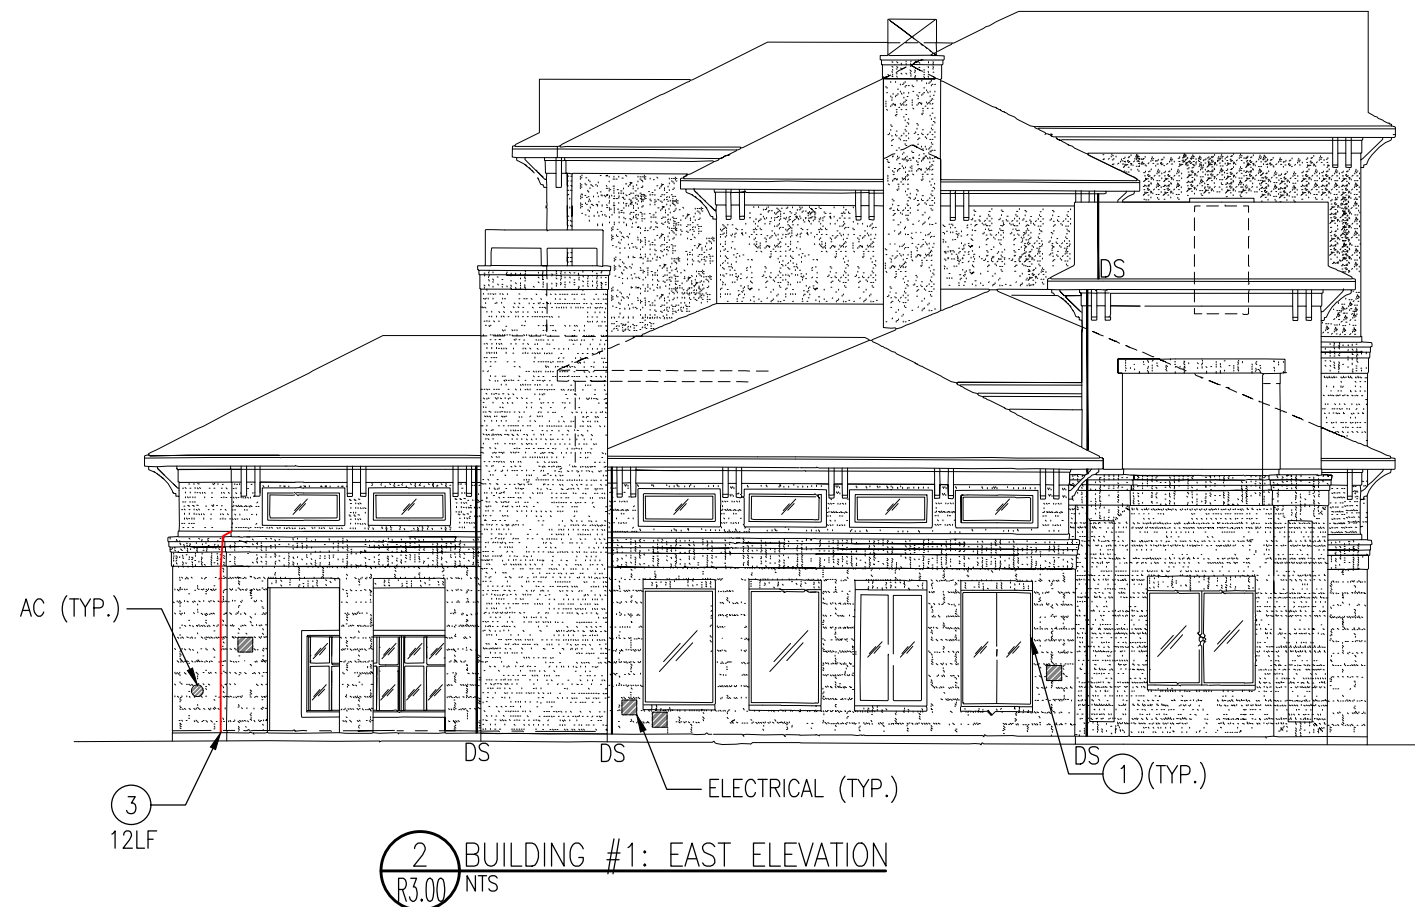 DS
AC (TYP.)
DS
DS
DS
1 (TYP.)
ELECTRICAL (TYP.)
3
12LF
2
R3.00
BUILDING #1: EAST ELEVATION
NTS